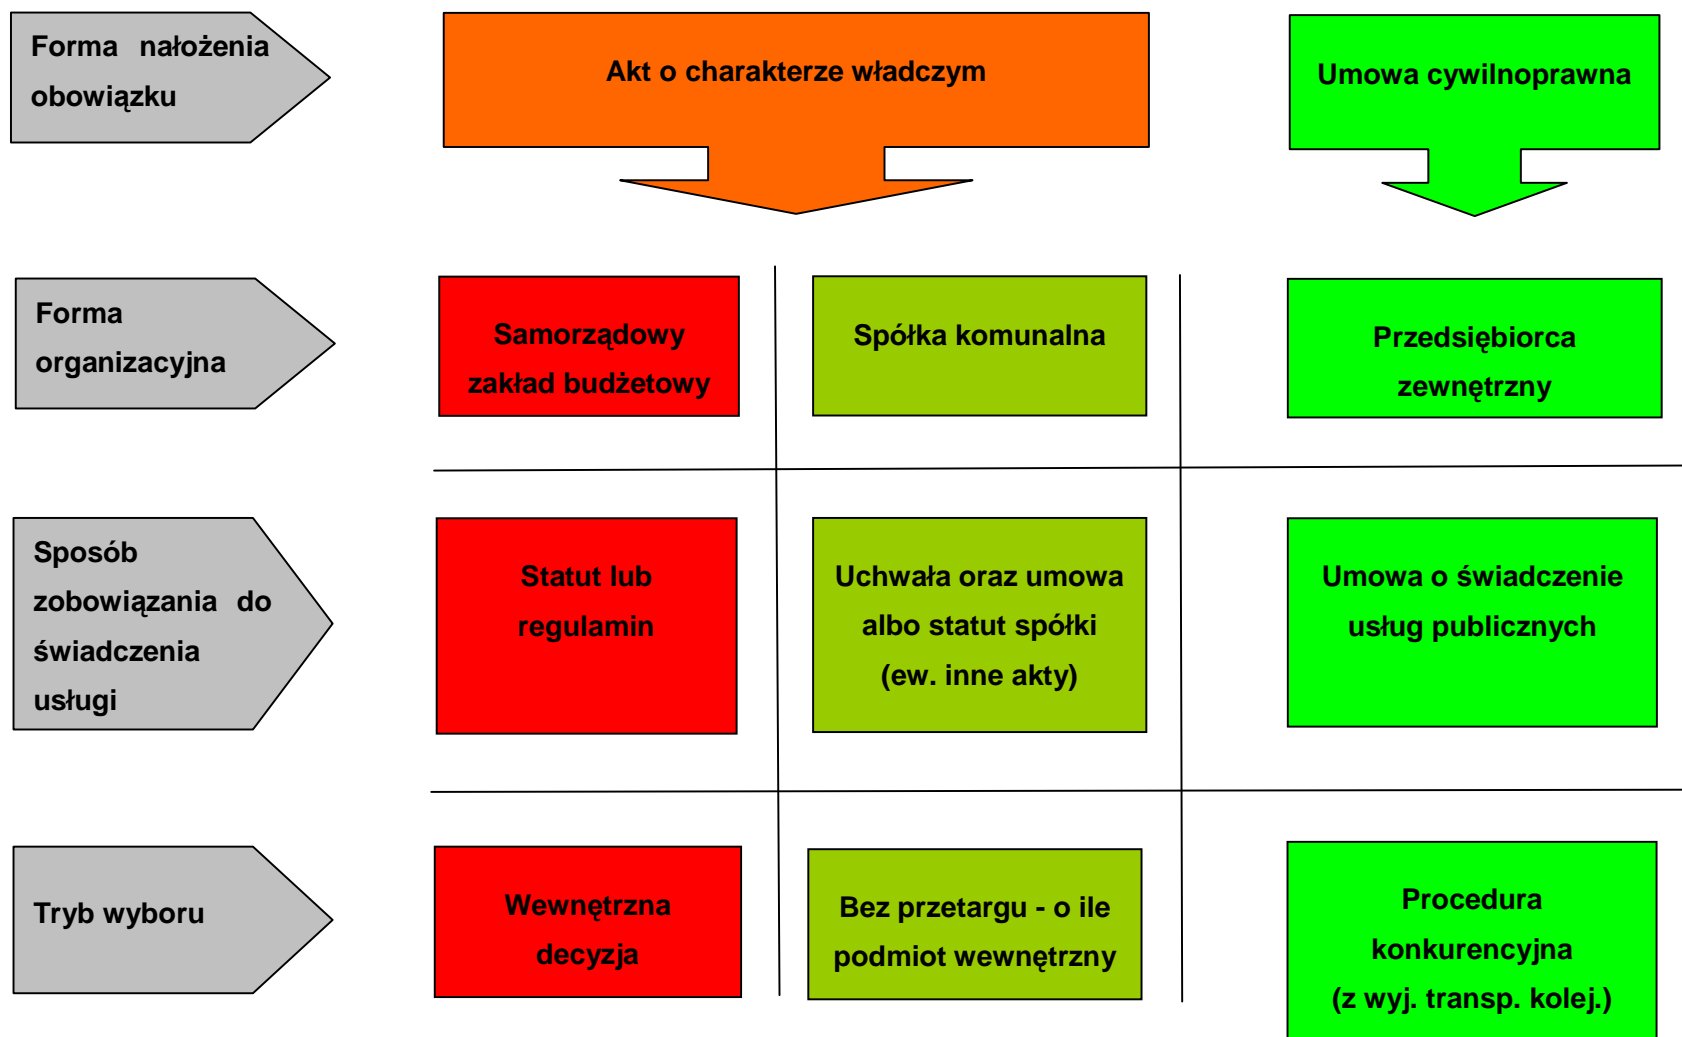 Forma nałożenia
obowiązku
Akt o charakterze władczym
Umowa cywilnoprawna
Forma
organizacyjna
Samorządowy
zakład budżetowy
Spółka komunalna
Przedsiębiorca
zewnętrzny
Sposób
zobowiązania do
świadczenia
usługi
Statut lub
regulamin
Uchwała oraz umowa
albo statut spółki
(ew. inne akty)
Umowa o świadczenie
usług publicznych
Tryb wyboru
Wewnętrzna
decyzja
Bez przetargu - o ile
podmiot wewnętrzny
Procedura
konkurencyjna
(z wyj. transp. kolej.)